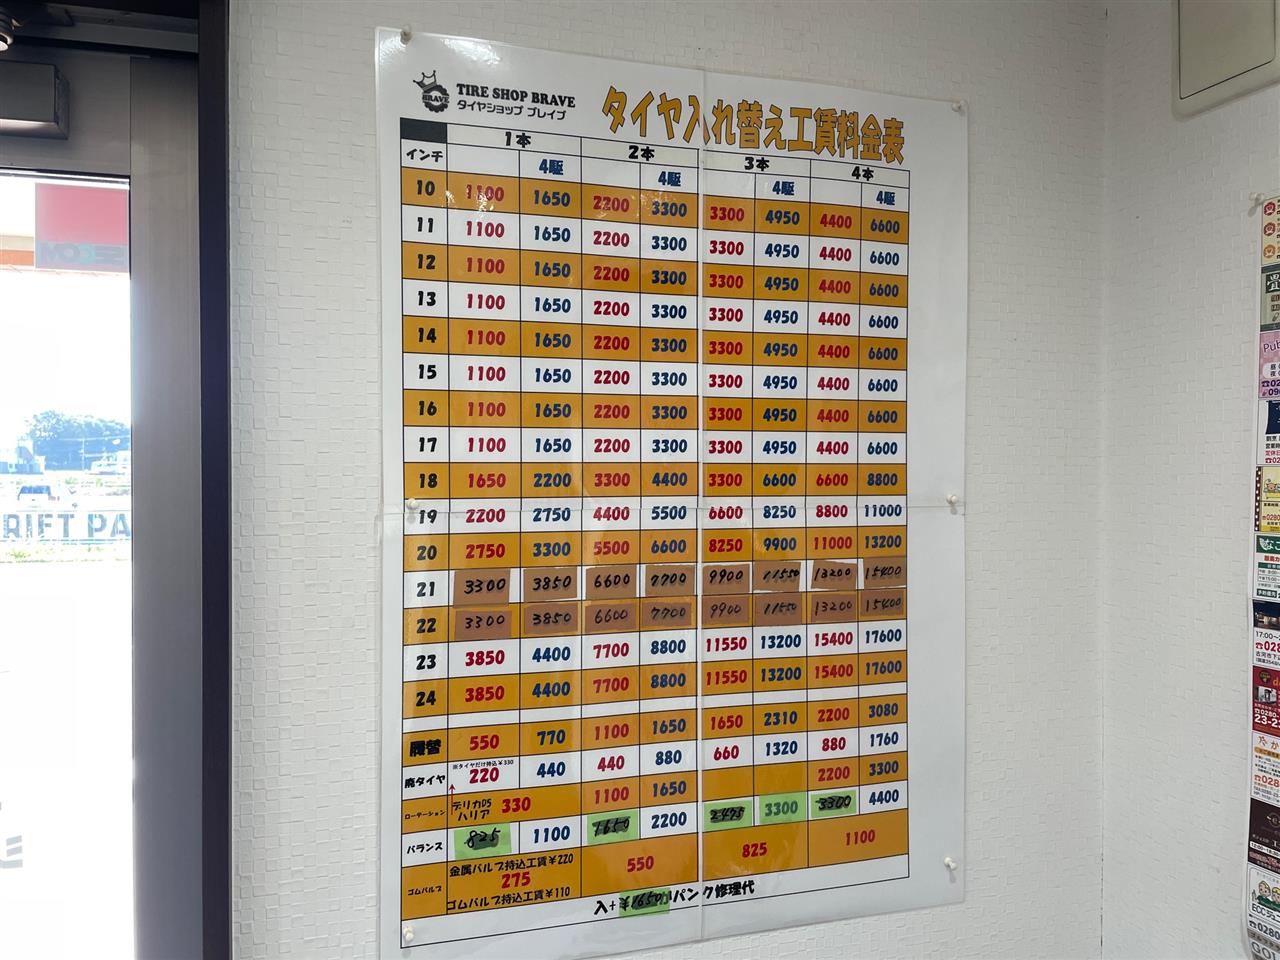 BRAVE
TIRE SHOP BRAVE
タイヤショップ ブレイブ
タイヤ入れ替え工賃料金表
インチ 1本 2本 3本 4本
4駆 4駆 4駆 4駆
10 1100 1650 2200 3300 3300 4950 4400 6600
11 1100 1650 2200 3300 3300 4950 4400 6600
12 1100 1650 2200 3300 3300 4950 4400 6600
13 1100 1650 2200 3300 3300 4950 4400 6600
14 1100 1650 2200 3300 3300 4950 4400 6600
15 1100 1650 2200 3300 3300 4950 4400 6600
16 1100 1650 2200 3300 3300 4950 4400 6600
17 1100 1650 2200 3300 3300 4950 4400 6600
18 1650 2200 3300 4400 3300 6600 6600 8800
19 2200 2750 4400 5500 6600 8250 8800 11000
20 2750 3300 5500 6600 8250 9900 11000 13200
21 3300 3850 6600 7700 9900 11550 13200 15400
22 3300 3850 6600 7700 9900 11550 13200 15400
23 3850 4400 7700 8800 11550 13200 15400 17600
24 3850 4400 7700 8800 11550 13200 15400 17600
履替 550 770 1100 1650 1650 2310 2200 3080
※タイヤだけ持込¥330
廃タイヤ 220 440 440 880 660 1320 880 1760
ローテーション デリカD5 ハリア 330 1100 1650 2200 3300
バランス 825 1100 1650 2200 2475 3300 3300 4400
金属バルブ持込工賃¥220
ゴムバルブ 275 550 825 1100
ゴムバルブ持込工賃¥110
入+¥1650 パンク修理代
SECOM
RIFT PA